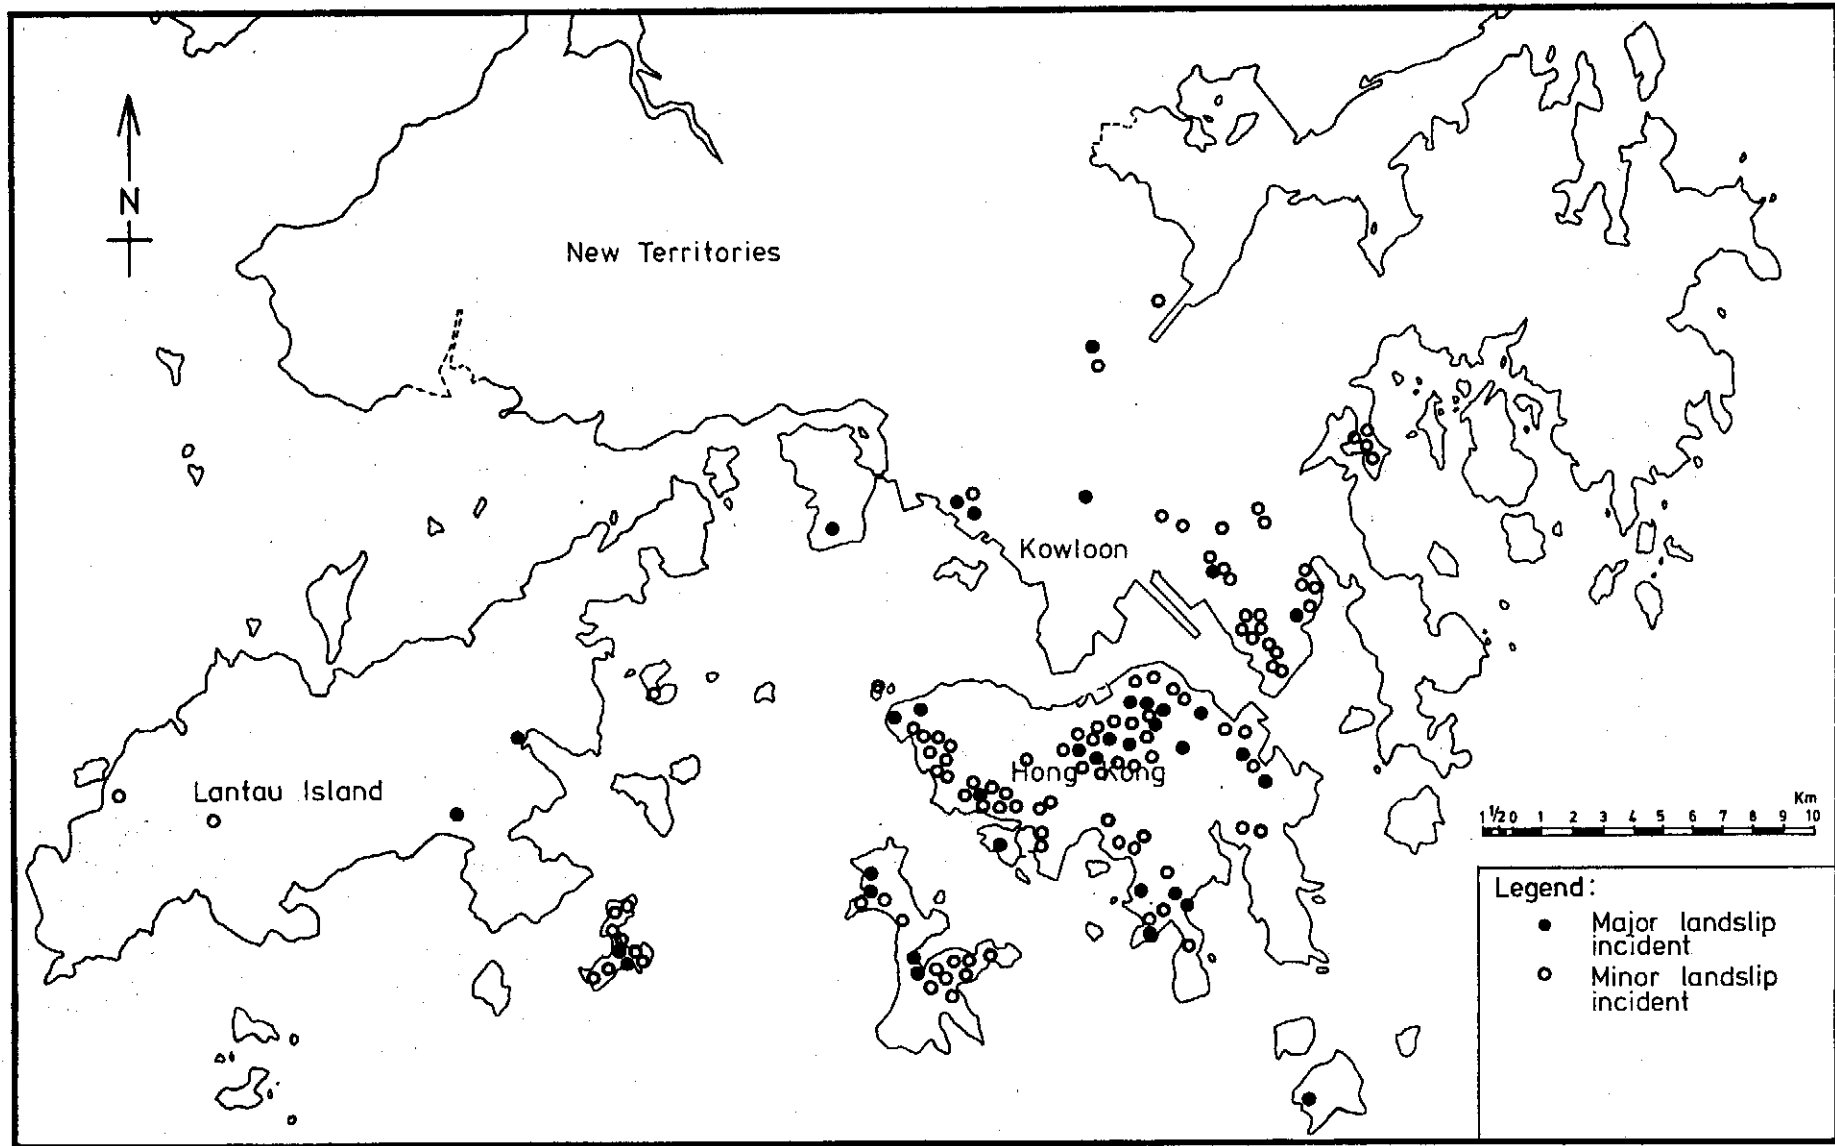 N
New Territories
Kowloon
Hong Kong
Lantau Island
Km
1 1/2 0 1 2 3 4 5 6 7 8 9 10
Legend:
Major landslip
incident
Minor landslip
incident